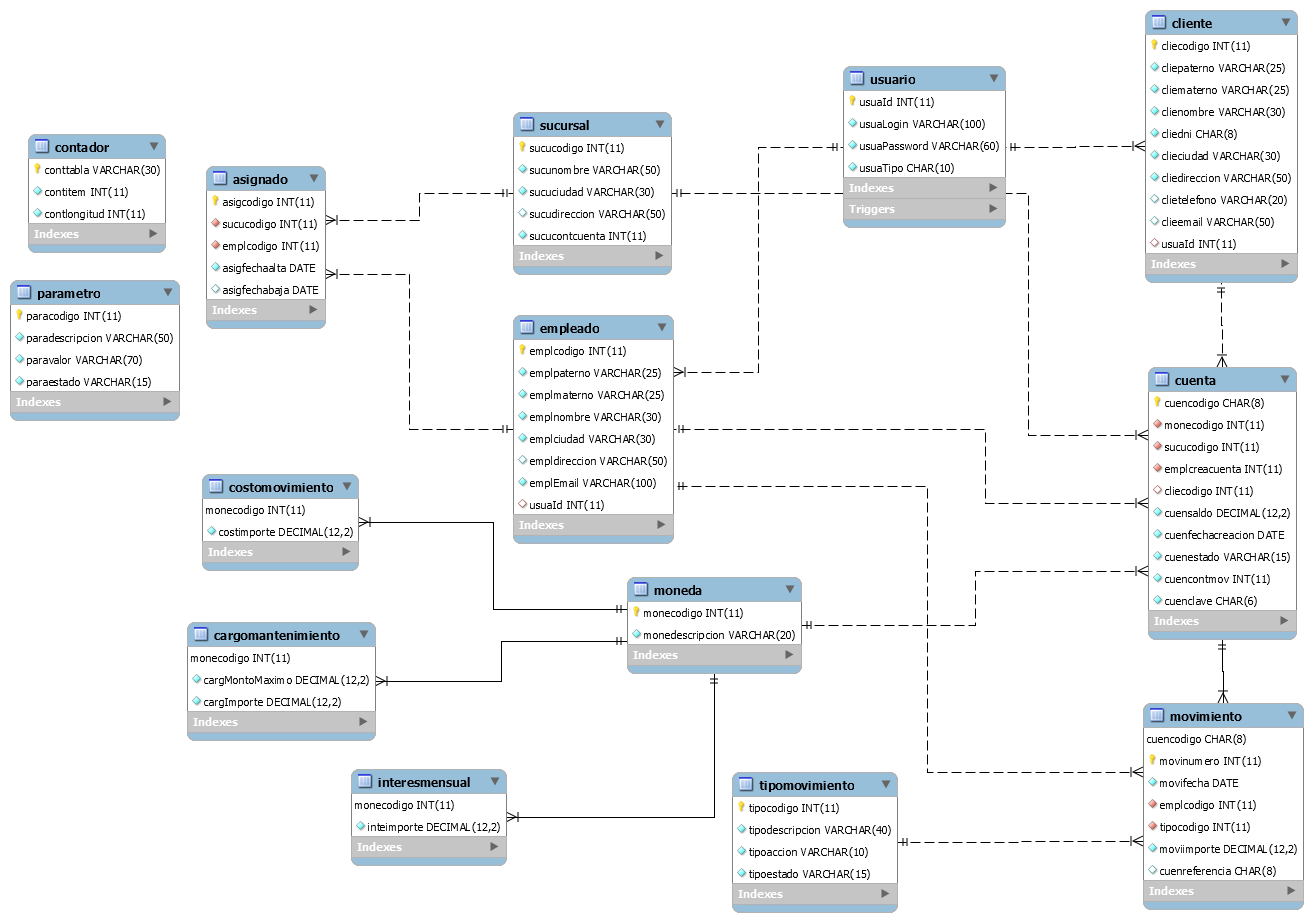 contador
conttabla VARCHAR(30)
contitem INT(11)
contlongitud INT(11)
Indexes
parametro
paracodigo INT(11)
paradescripcion VARCHAR(50)
paravalor VARCHAR(70)
paraestado VARCHAR(15)
Indexes
asignado
asigcodigo INT(11)
sucucodigo INT(11)
emplcodigo INT(11)
asigfechaalta DATE
asigfechabaja DATE
Indexes
sucursal
sucucodigo INT(11)
sucunombre VARCHAR(50)
sucuciudad VARCHAR(30)
sucudireccion VARCHAR(50)
sucucontcuenta INT(11)
Indexes
usuario
usuaId INT(11)
usuaLogin VARCHAR(100)
usuaPassword VARCHAR(60)
usuaTipo CHAR(10)
Indexes
Triggers
cliente
cliecodigo INT(11)
cliepaterno VARCHAR(25)
cliematerno VARCHAR(25)
clienombre VARCHAR(30)
cliedni CHAR(8)
clieciudad VARCHAR(30)
cliedireccion VARCHAR(50)
clietelefono VARCHAR(20)
clieemail VARCHAR(50)
usuaId INT(11)
Indexes
empleado
emplcodigo INT(11)
emplpaterno VARCHAR(25)
emplmaterno VARCHAR(25)
emplnombre VARCHAR(30)
emplciudad VARCHAR(30)
empldireccion VARCHAR(50)
emplEmail VARCHAR(100)
usuaId INT(11)
Indexes
cuenta
cuencodigo CHAR(8)
monecodigo INT(11)
sucucodigo INT(11)
emplcreacuenta INT(11)
cliecodigo INT(11)
cuensaldo DECIMAL(12,2)
cuenfechacreacion DATE
cuenestado VARCHAR(15)
cuencontmov INT(11)
cuenclave CHAR(6)
Indexes
costomovimiento
monecodigo INT(11)
costimporte DECIMAL(12,2)
Indexes
cargomantenimiento
monecodigo INT(11)
cargMontoMaximo DECIMAL(12,2)
cargImporte DECIMAL(12,2)
Indexes
moneda
monecodigo INT(11)
monedescripcion VARCHAR(20)
Indexes
interesmensual
monecodigo INT(11)
inteimporte DECIMAL(12,2)
Indexes
tipomovimiento
tipocodigo INT(11)
tipodescripcion VARCHAR(40)
tipoaccion VARCHAR(10)
tipoestado VARCHAR(15)
Indexes
movimiento
cuencodigo CHAR(8)
movinumero INT(11)
movifecha DATE
emplcodigo INT(11)
tipocodigo INT(11)
moviimporte DECIMAL(12,2)
cuenreferencia CHAR(8)
Indexes